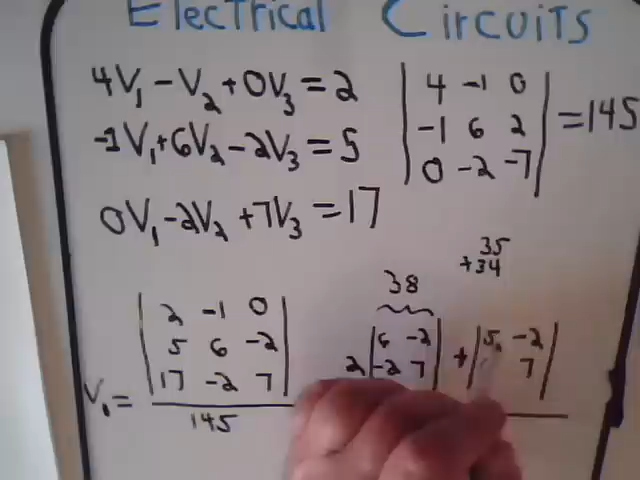 Electrical Circuits
4V₁ - V₂ + 0V₃ = 2
-1V₁ + 6V₂ - 2V₃ = 5
0V₁ - 2V₂ + 7V₃ = 17
| 4 -1 0 |
| -1 6 2 | = 145
| 0 -2 -7 |
35
+34
38
| 2 -1 0 |
| 5 6 -2 |
| 17 -2 7 |
V₁ =
145
2 | 6 -2 | + | 5 -2 |
| -2 7 | | 7 |